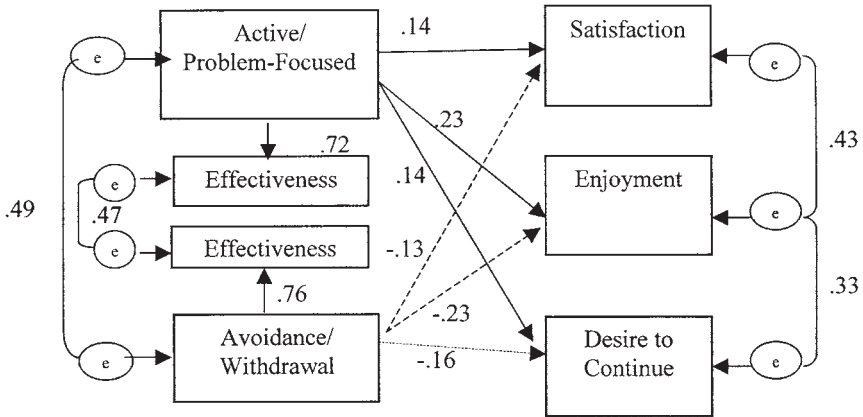 Active/
Problem-Focused
.14
Satisfaction
e
e
.72
.23
.43
e
Effectiveness
.14
Enjoyment
.49
.47
e
e
Effectiveness
-.13
.76
-.23
.33
Avoidance/
Withdrawal
Desire to
Continue
e
-.16
e